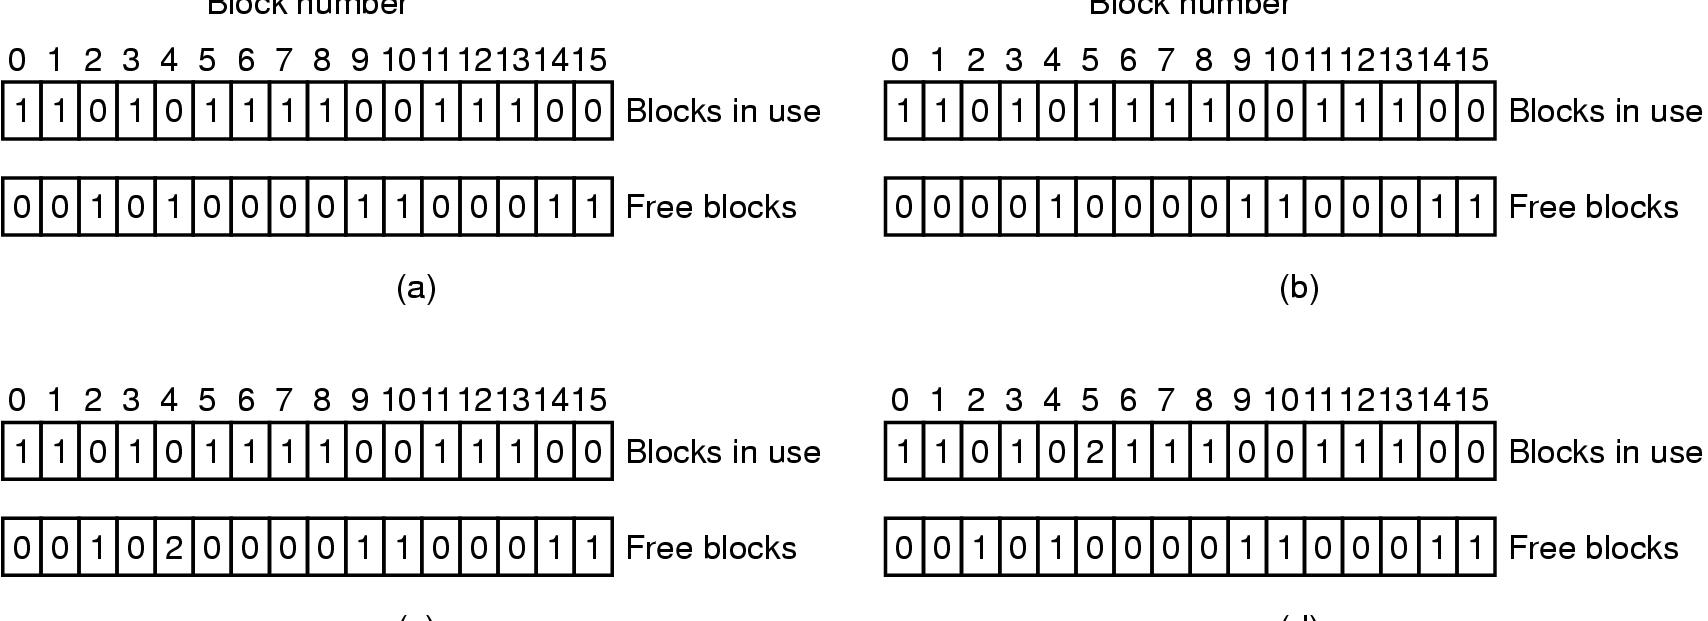 Block number Block number
0 1 2 3 4 5 6 7 8 9 10 11 12 13 14 15 0 1 2 3 4 5 6 7 8 9 10 11 12 13 14 15
1 1 0 1 0 1 1 1 1 0 0 1 1 1 0 0 Blocks in use 1 1 0 1 0 1 1 1 1 0 0 1 1 1 0 0 Blocks in use
0 0 1 0 1 0 0 0 0 1 1 0 0 0 1 1 Free blocks 0 0 0 0 1 0 0 0 0 1 1 0 0 0 1 1 Free blocks
(a) (b)
0 1 2 3 4 5 6 7 8 9 10 11 12 13 14 15 0 1 2 3 4 5 6 7 8 9 10 11 12 13 14 15
1 1 0 1 0 1 1 1 1 0 0 1 1 1 0 0 Blocks in use 1 1 0 1 0 2 1 1 1 0 0 1 1 1 0 0 Blocks in use
0 0 1 0 2 0 0 0 0 1 1 0 0 0 1 1 Free blocks 0 0 1 0 1 0 0 0 0 1 1 0 0 0 1 1 Free blocks